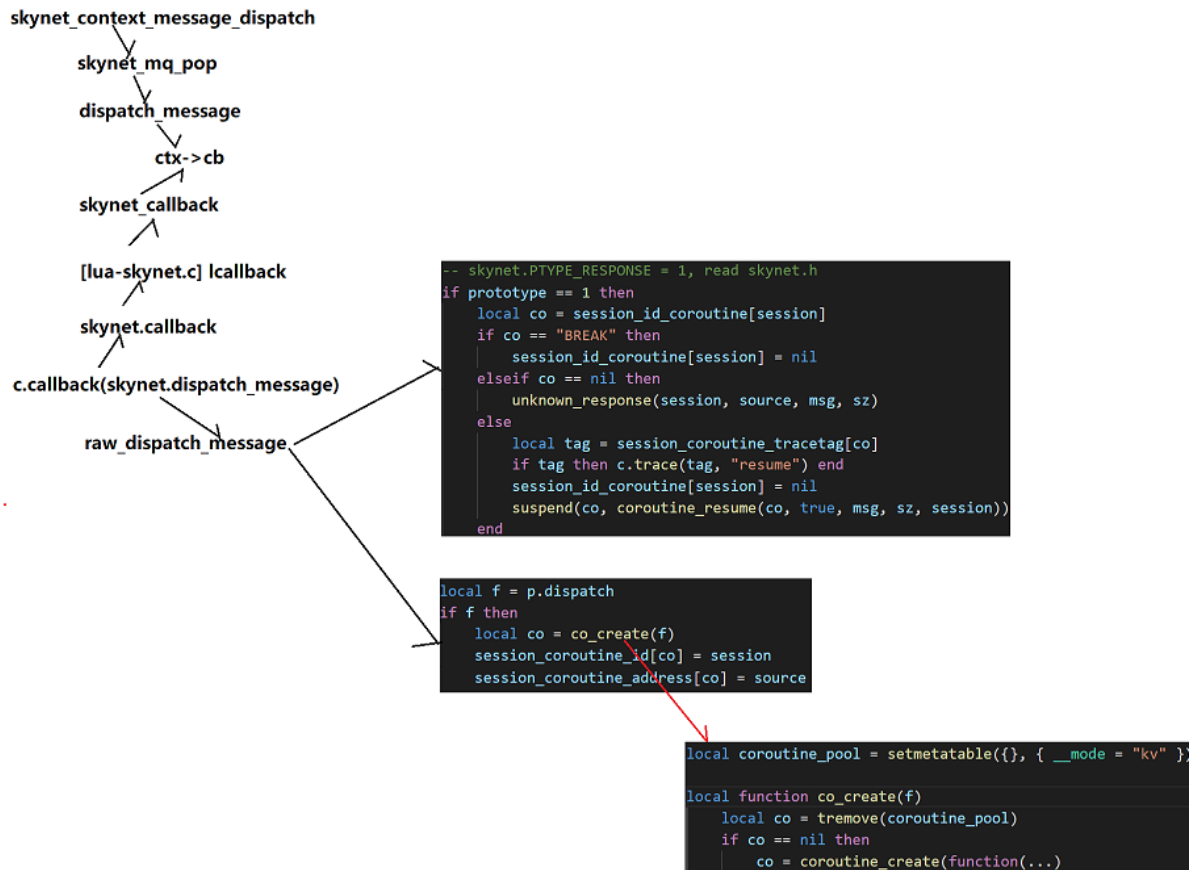 skynet_context_message_dispatch
skynet_mq_pop
dispatch_message
ctx->cb
skynet_callback
[lua-skynet.c] lcallback
skynet.callback
c.callback(skynet.dispatch_message)
raw_dispatch_message
-- skynet.PTYPE_RESPONSE = 1, read skynet.h
if prototype == 1 then
local co = session_id_coroutine[session]
if co == "BREAK" then
session_id_coroutine[session] = nil
elseif co == nil then
unknown_response(session, source, msg, sz)
else
local tag = session_coroutine_tracetag[co]
if tag then c.trace(tag, "resume") end
session_id_coroutine[session] = nil
suspend(co, coroutine_resume(co, true, msg, sz, session))
end
local f = p.dispatch
if f then
local co = co_create(f)
session_coroutine_id[co] = session
session_coroutine_address[co] = source
local coroutine_pool = setmetatable({}, { __mode = "kv" })
local function co_create(f)
local co = tremove(coroutine_pool)
if co == nil then
co = coroutine_create(function(...)